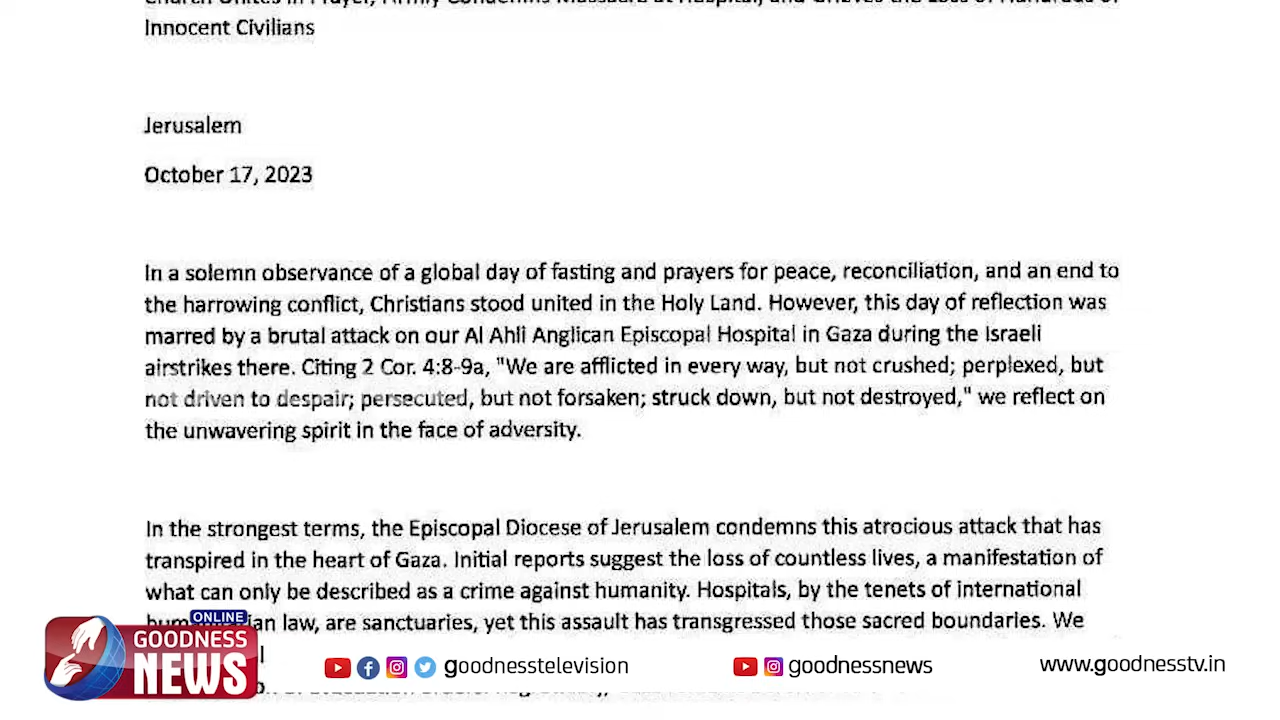 Innocent Civilians
Jerusalem
October 17, 2023
In a solemn observance of a global day of fasting and prayers for peace, reconciliation, and an end to
the harrowing conflict, Christians stood united in the Holy Land. However, this day of reflection was
marred by a brutal attack on our Al Ahli Anglican Episcopal Hospital in Gaza during the Israeli
airstrikes there. Citing 2 Cor. 4:8-9a, "We are afflicted in every way, but not crushed; perplexed, but
not driven to despair; persecuted, but not forsaken; struck down, but not destroyed," we reflect on
the unwavering spirit in the face of adversity.
In the strongest terms, the Episcopal Diocese of Jerusalem condemns this atrocious attack that has
transpired in the heart of Gaza. Initial reports suggest the loss of countless lives, a manifestation of
what can only be described as a crime against humanity. Hospitals, by the tenets of international
law, are sanctuaries, yet this assault has transgressed those sacred boundaries. We
ONLINE
GOODNESS
NEWS
goodnesstelevision
goodnessnews
www.goodnesstv.in